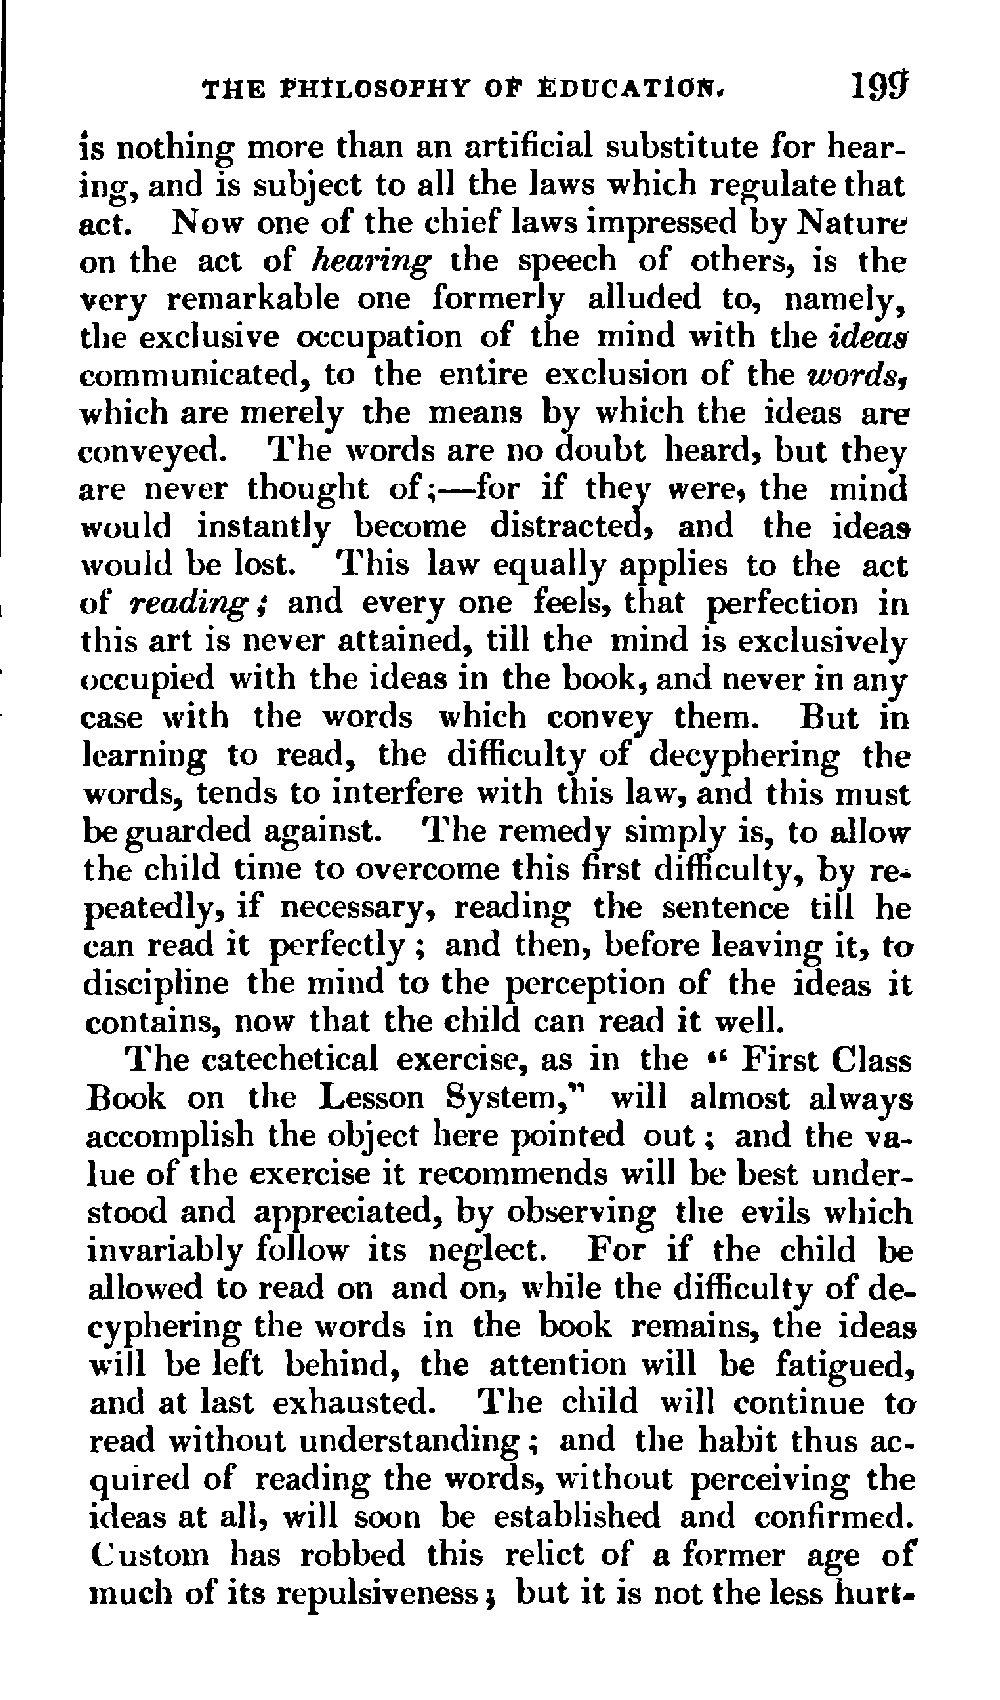 THE PHILOSOPHY OF EDUCATION. 199
is nothing more than an artificial substitute for hear-
ing, and is subject to all the laws which regulate that
act. Now one of the chief laws impressed by Nature
on the act of hearing the speech of others, is the
very remarkable one formerly alluded to, namely,
the exclusive occupation of the mind with the ideas
communicated, to the entire exclusion of the words,
which are merely the means by which the ideas are
conveyed. The words are no doubt heard, but they
are never thought of;—for if they were, the mind
would instantly become distracted, and the ideas
would be lost. This law equally applies to the act
of reading; and every one feels, that perfection in
this art is never attained, till the mind is exclusively
occupied with the ideas in the book, and never in any
case with the words which convey them. But in
learning to read, the difficulty of decyphering the
words, tends to interfere with this law, and this must
be guarded against. The remedy simply is, to allow
the child time to overcome this first difficulty, by re-
peatedly, if necessary, reading the sentence till he
can read it perfectly; and then, before leaving it, to
discipline the mind to the perception of the ideas it
contains, now that the child can read it well.
The catechetical exercise, as in the “ First Class
Book on the Lesson System,” will almost always
accomplish the object here pointed out; and the va-
lue of the exercise it recommends will be best under-
stood and appreciated, by observing the evils which
invariably follow its neglect. For if the child be
allowed to read on and on, while the difficulty of de-
cyphering the words in the book remains, the ideas
will be left behind, the attention will be fatigued,
and at last exhausted. The child will continue to
read without understanding; and the habit thus ac-
quired of reading the words, without perceiving the
ideas at all, will soon be established and confirmed.
Custom has robbed this relict of a former age of
much of its repulsiveness; but it is not the less hurt-